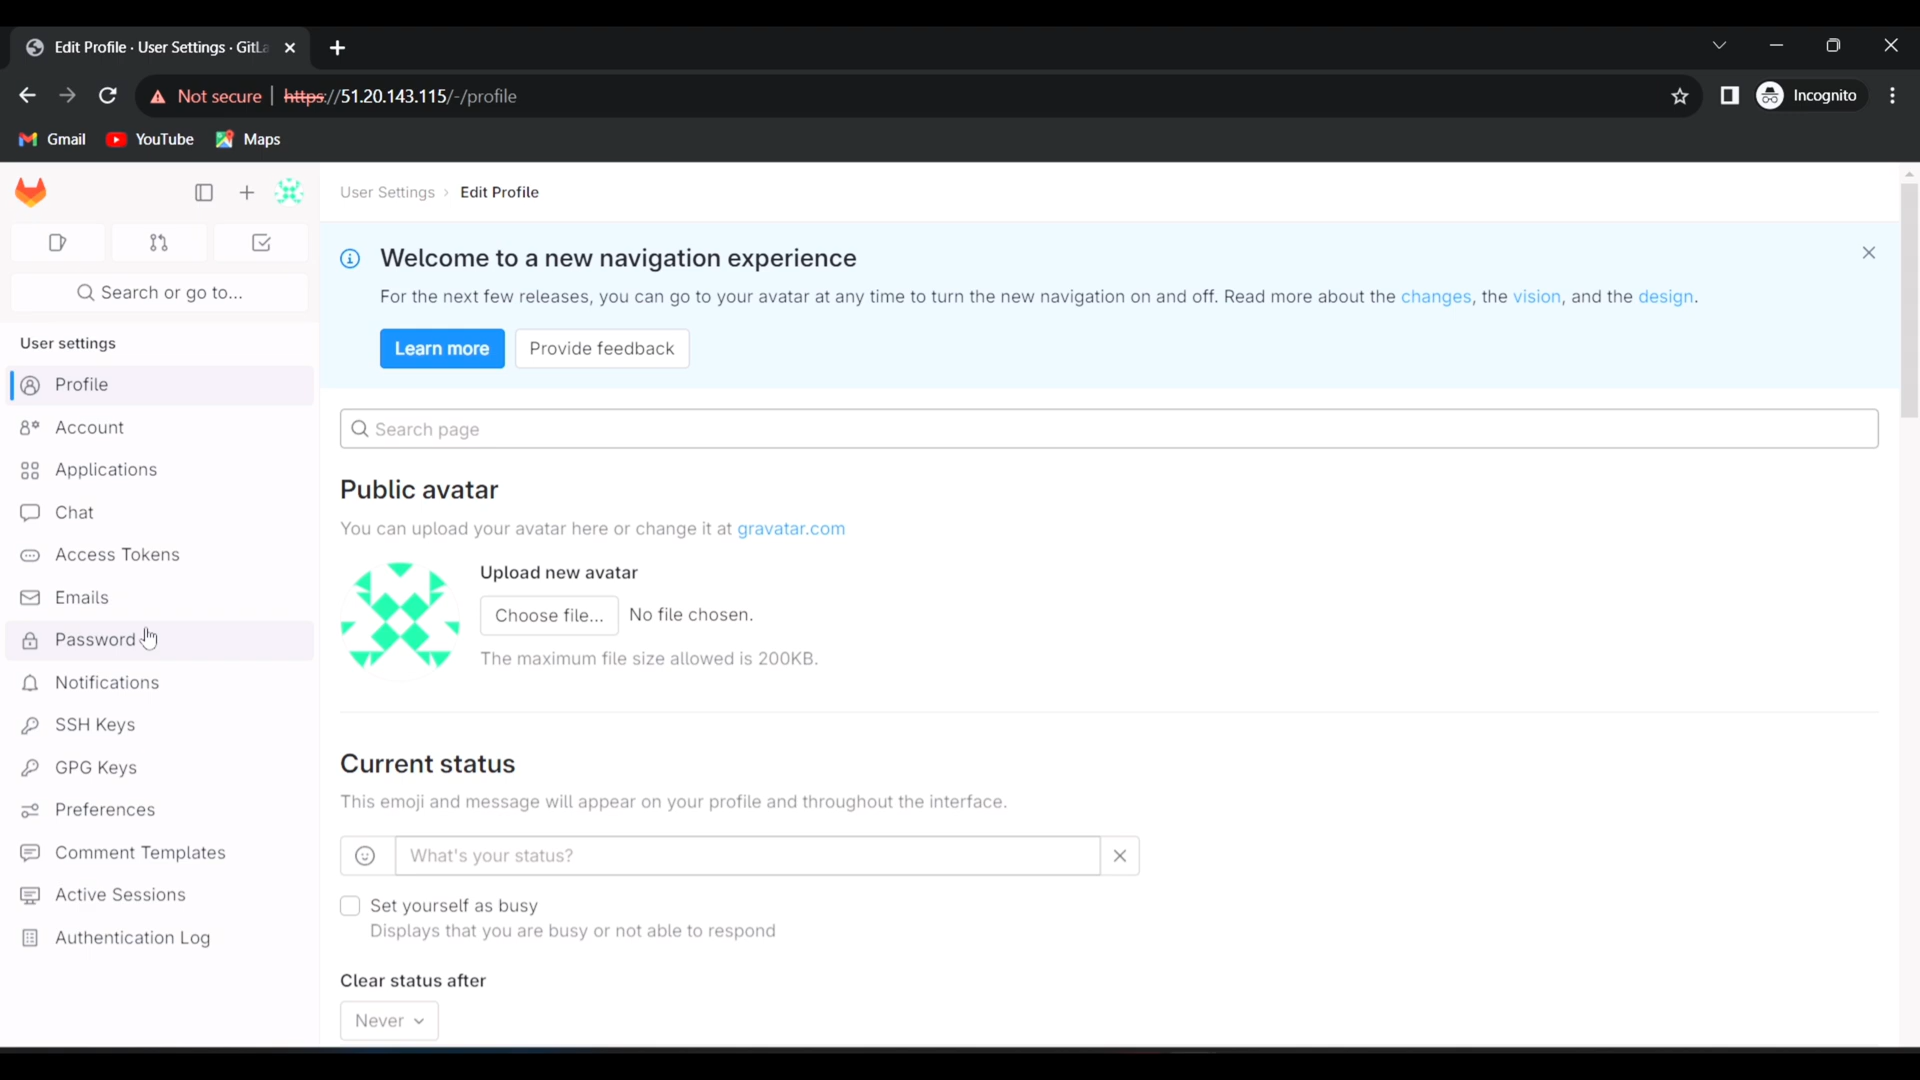 Edit Profile · User Settings · GitLa
Not secure | https://51.20.143.115/-/profile
Incognito
Gmail YouTube Maps
User Settings › Edit Profile
Search or go to...
User settings
Profile
Account
Applications
Chat
Access Tokens
Emails
Password
Notifications
SSH Keys
GPG Keys
Preferences
Comment Templates
Active Sessions
Authentication Log
Welcome to a new navigation experience
For the next few releases, you can go to your avatar at any time to turn the new navigation on and off. Read more about the changes, the vision, and the design.
Learn more Provide feedback
Search page
Public avatar
You can upload your avatar here or change it at gravatar.com
Upload new avatar
Choose file... No file chosen.
The maximum file size allowed is 200KB.
Current status
This emoji and message will appear on your profile and throughout the interface.
What's your status?
Set yourself as busy
Displays that you are busy or not able to respond
Clear status after
Never